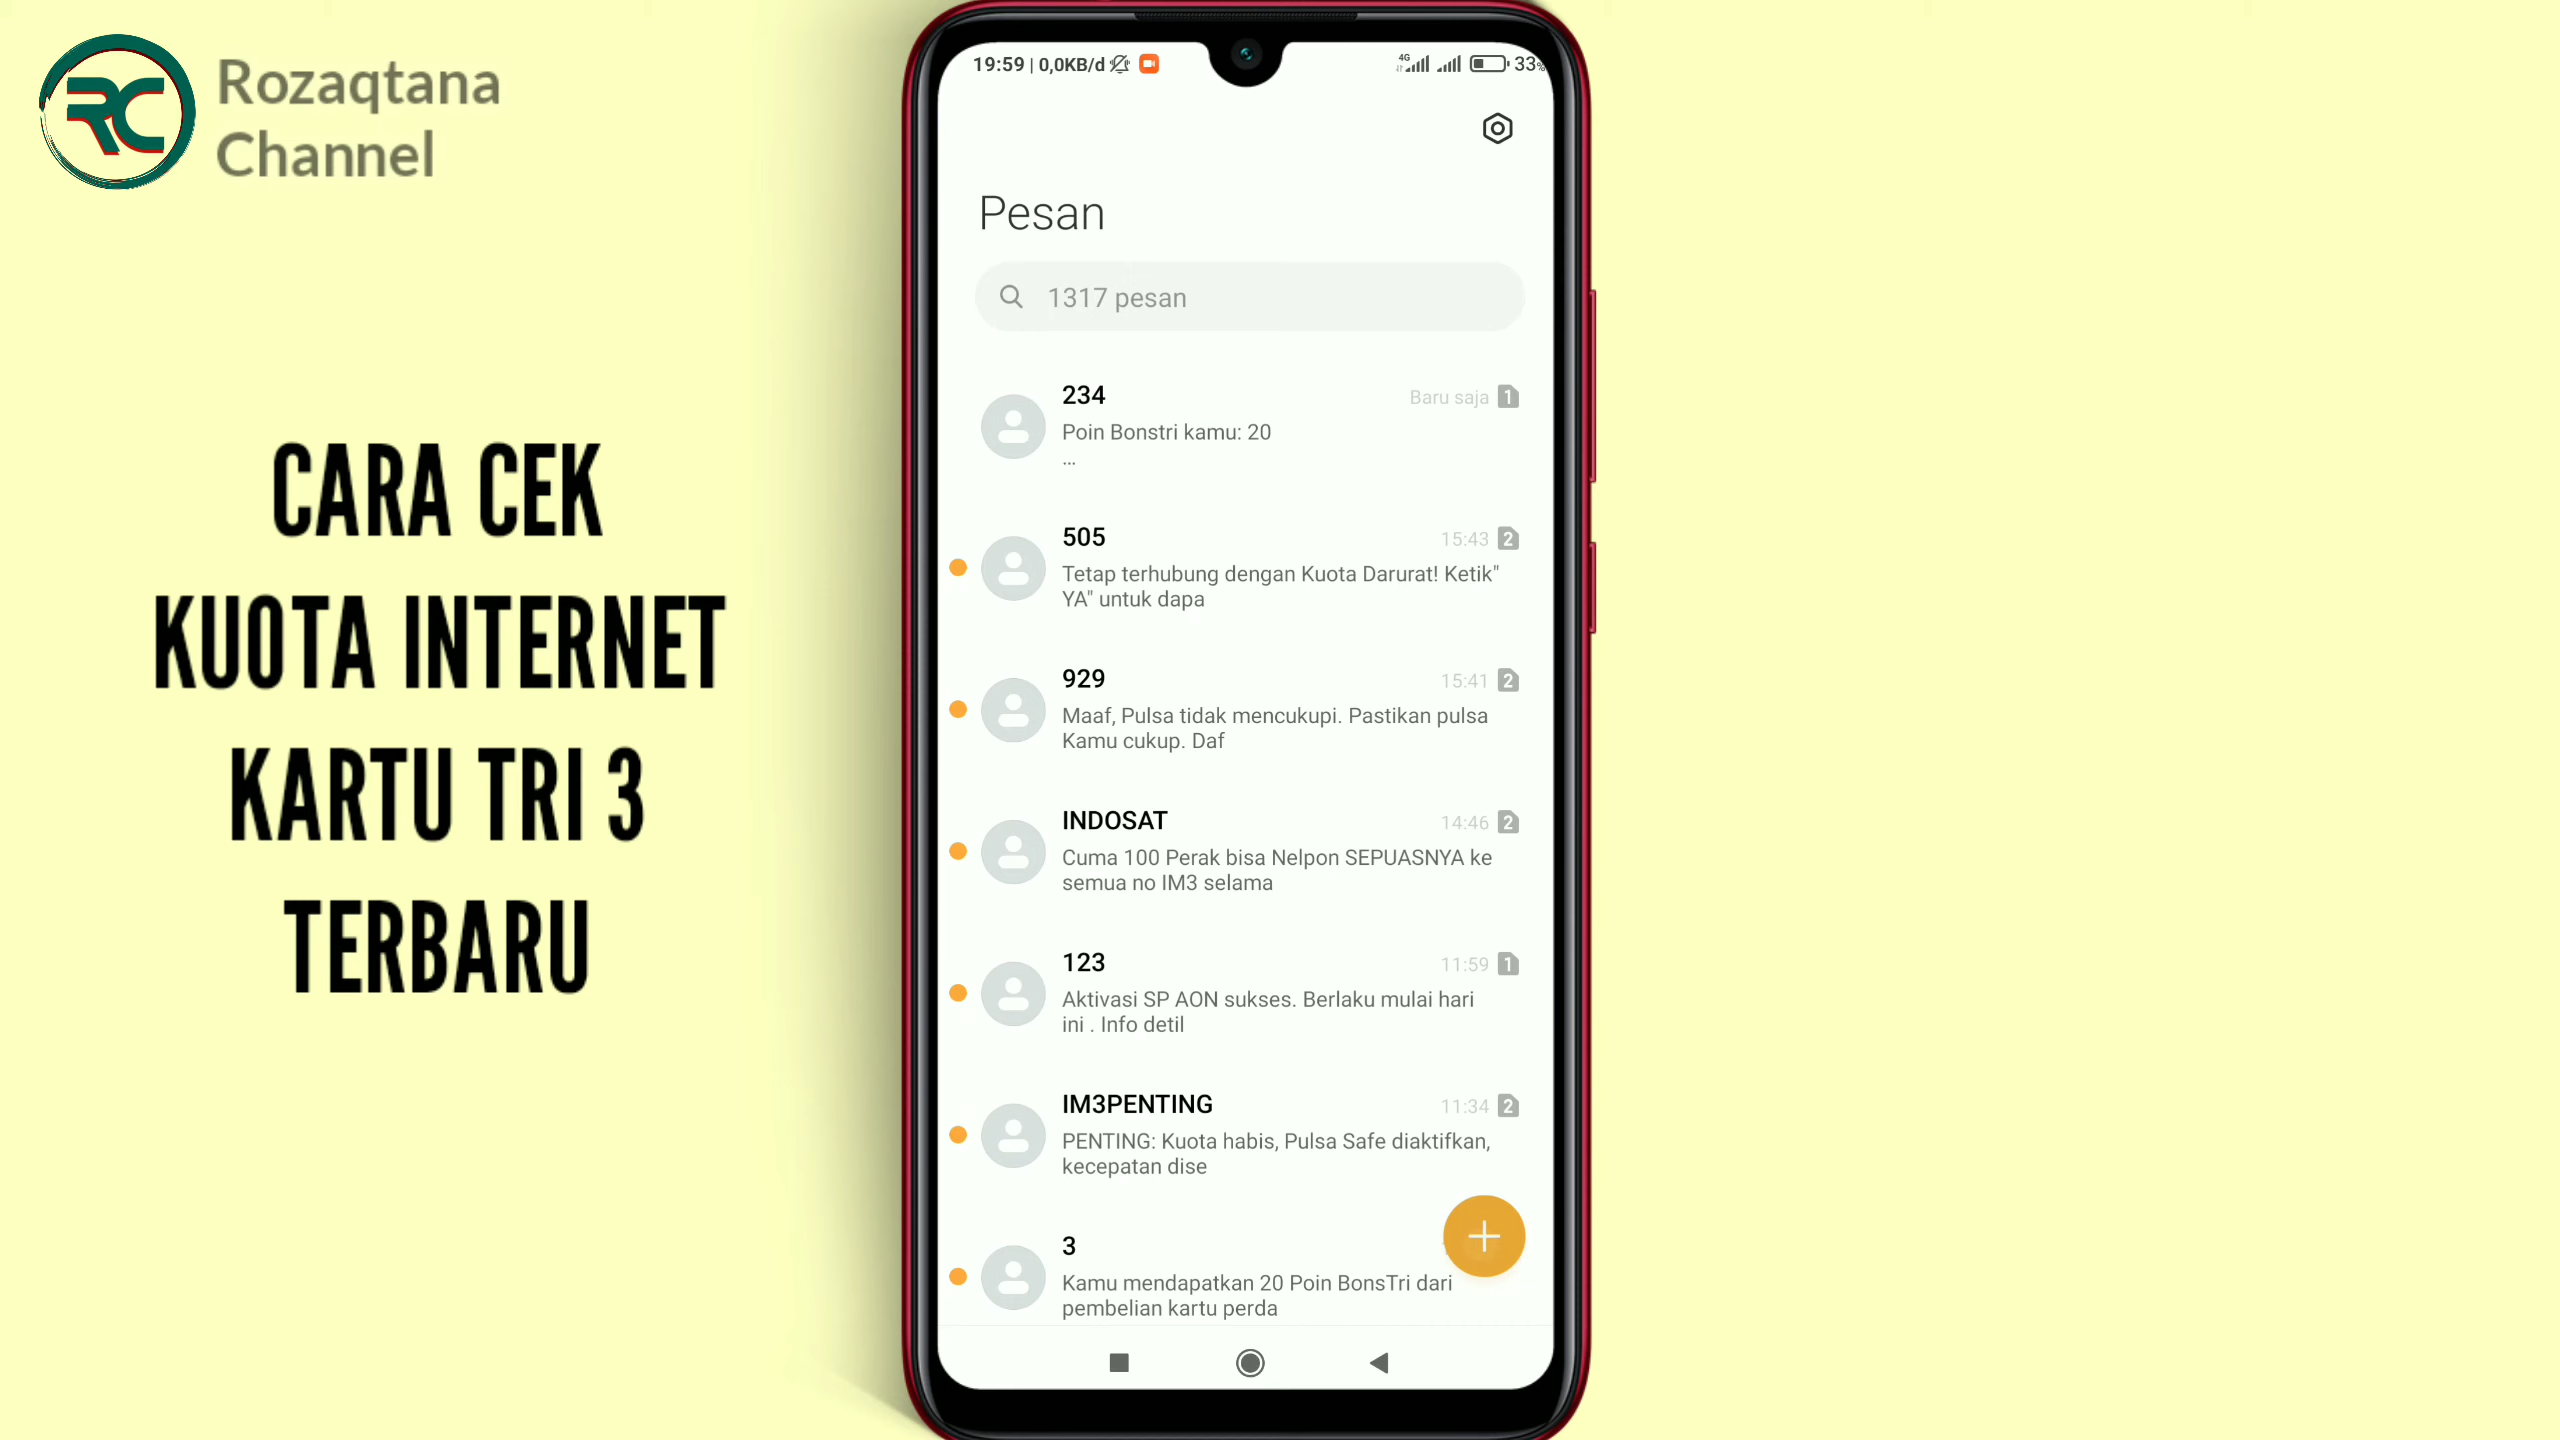 RC
Rozaqtana
Channel
CARA CEK
KUOTA INTERNET
KARTU TRI 3
TERBARU
19:59 | 0,0KB/d
4G
33%
Pesan
1317 pesan
234
Baru saja 1
Poin Bonstri kamu: 20
...
505
15:43 2
Tetap terhubung dengan Kuota Darurat! Ketik"
YA" untuk dapa
929
15:41 2
Maaf, Pulsa tidak mencukupi. Pastikan pulsa
Kamu cukup. Daf
INDOSAT
14:46 2
Cuma 100 Perak bisa Nelpon SEPUASNYA ke
semua no IM3 selama
123
11:59 1
Aktivasi SP AON sukses. Berlaku mulai hari
ini . Info detil
IM3PENTING
11:34 2
PENTING: Kuota habis, Pulsa Safe diaktifkan,
kecepatan dise
3
Kamu mendapatkan 20 Poin BonsTri dari
pembelian kartu perda